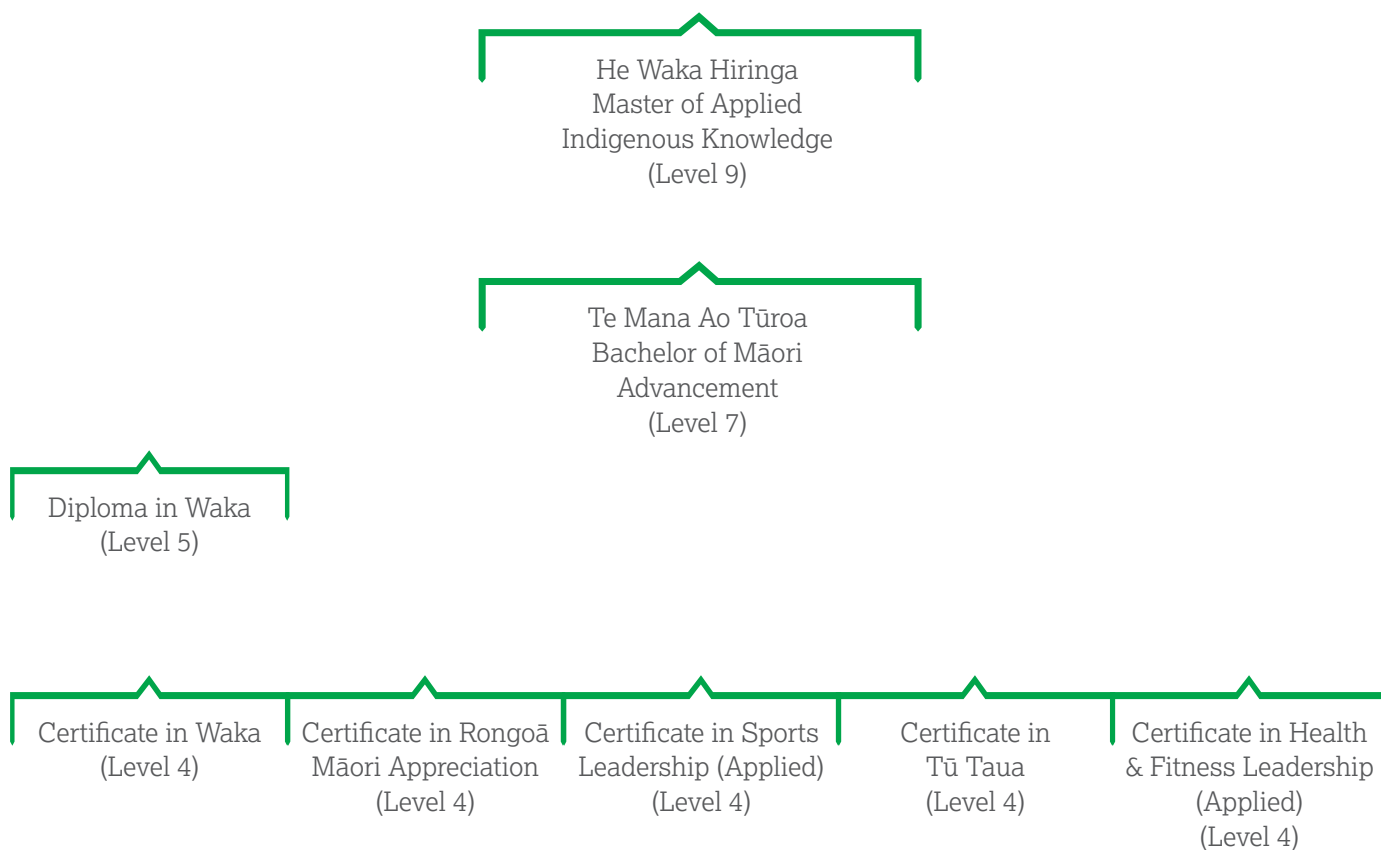 He Waka Hiringa
Master of Applied
Indigenous Knowledge
(Level 9)
Te Mana Ao Tūroa
Bachelor of Māori
Advancement
(Level 7)
Diploma in Waka
(Level 5)
Certificate in Waka
(Level 4)
Certificate in Rongoā
Māori Appreciation
(Level 4)
Certificate in Sports
Leadership (Applied)
(Level 4)
Certificate in
Tū Taua
(Level 4)
Certificate in Health
& Fitness Leadership
(Applied)
(Level 4)